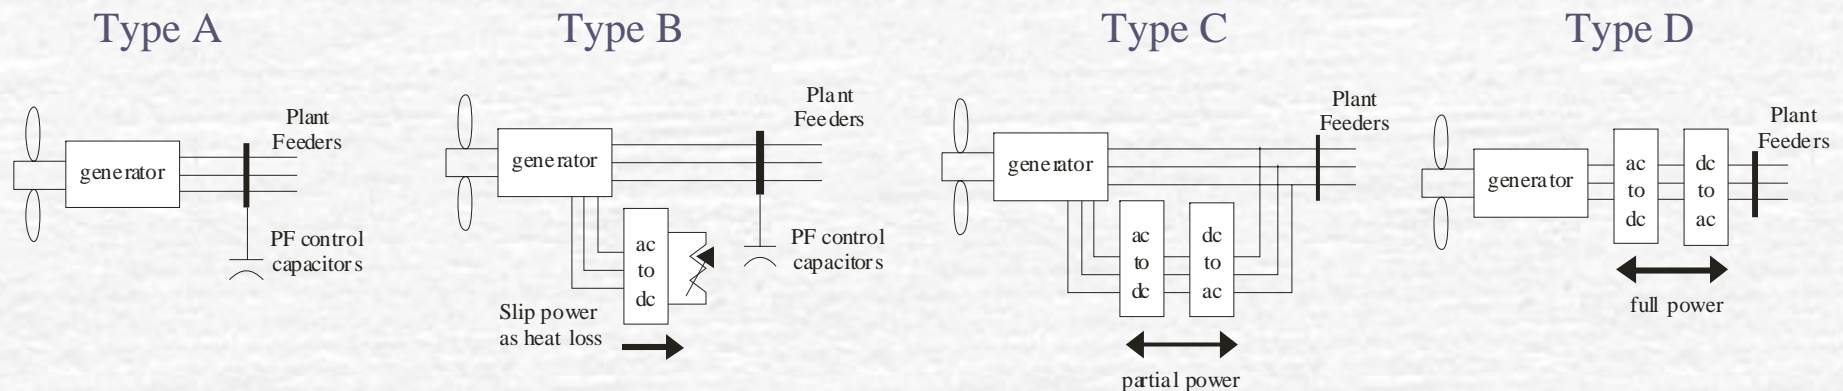 Type A
Plant
Feeders
generator
PF control
capacitors
Type B
Plant
Feeders
generator
ac
to
dc
PF control
capacitors
Slip power
as heat loss
Type C
Plant
Feeders
generator
ac
to
dc
dc
to
ac
partial power
Type D
Plant
Feeders
generator
ac
to
dc
dc
to
ac
full power